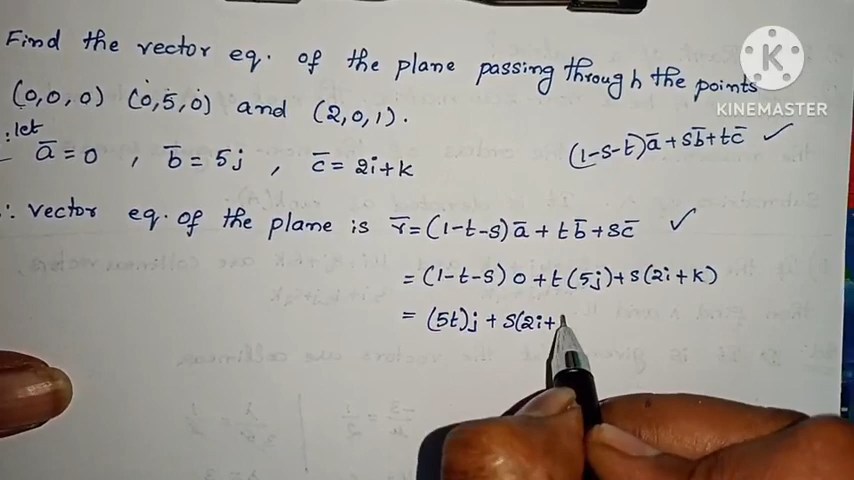 Find the vector eq. of the plane passing through the points
(0,0,0) (0,5,0) and (2,0,1).
: let
a̅ = 0 , b̅ = 5j , c̅ = 2i+k
(1-s-t)a̅ + sb̅ + tc̅ ✓
∴ vector eq. of the plane is r̅ = (1-t-s)a̅ + tb̅ + sc̅ ✓
= (1-t-s) 0 + t(5j) + s(2i+k)
= (5t)j + s(2i+
KINEMASTER